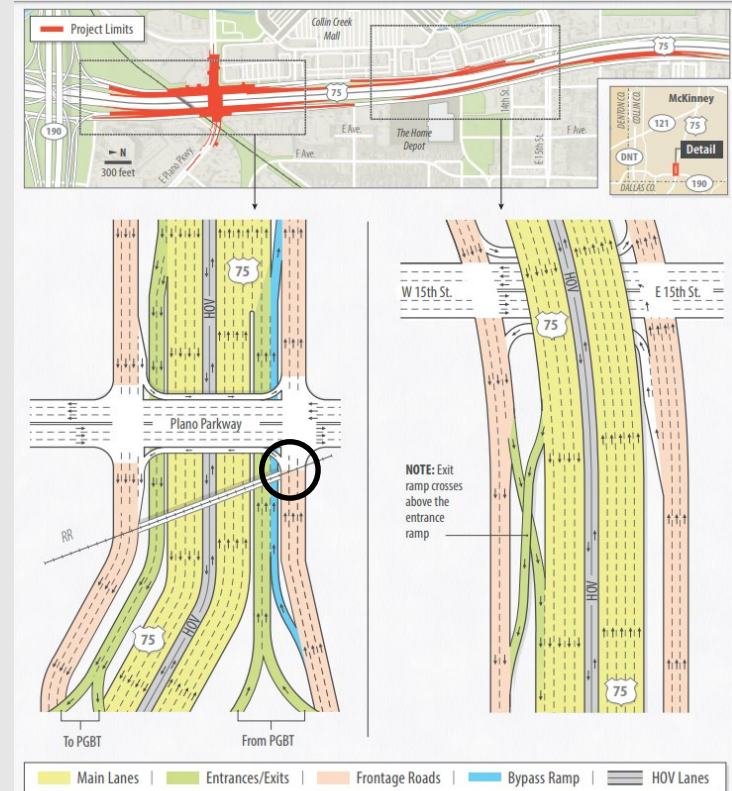 Project Limits
Collin Creek
Mall
75
75
190
14th St.
E 15th St.
E Ave.
F Ave.
F Ave.
The Home
Depot
E Plano Pkwy.
N
300 feet
DENTON CO.
COLLIN CO.
McKinney
121
75
Detail
DNT
190
DALLAS CO.
75
HOV
Plano Parkway
RR
75
HOV
To PGBT
From PGBT
HOV
W 15th St.
E 15th St.
75
NOTE: Exit
ramp crosses
above the
entrance
ramp
HOV
75
Main Lanes | Entrances/Exits | Frontage Roads | Bypass Ramp | HOV Lanes